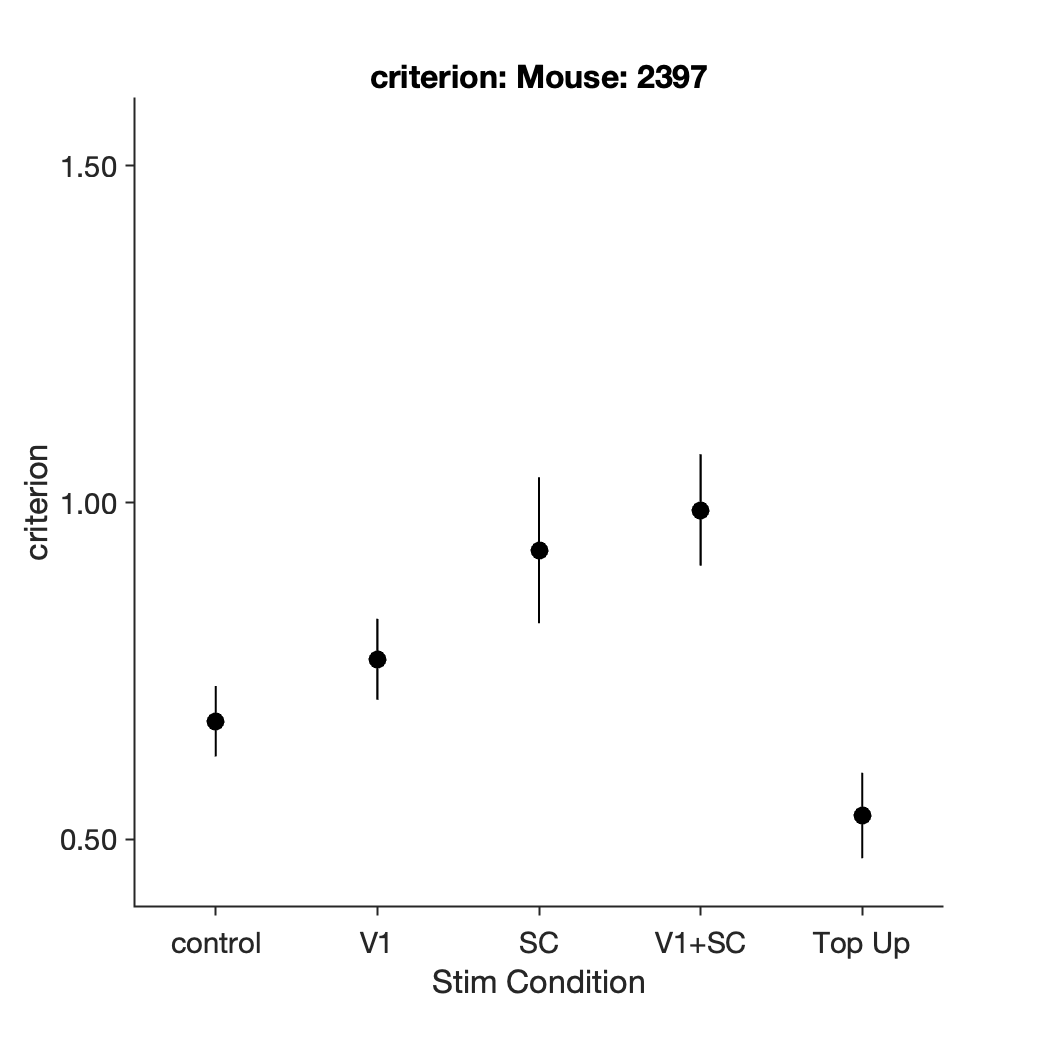 criterion: Mouse: 2397
criterion
1.50
1.00
0.50
control
V1
SC
V1+SC
Top Up
Stim Condition